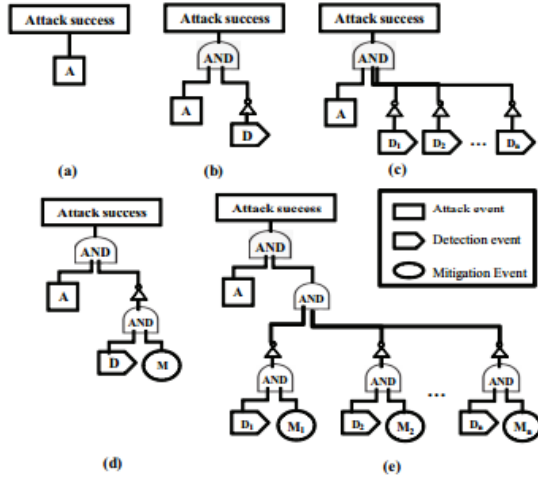 Attack success
A
(a)
Attack success
AND
A
D
(b)
Attack success
AND
A
D1
D2
...
Dn
(c)
Attack success
AND
A
AND
D
M
(d)
Attack success
AND
A
AND
AND
D1
M1
AND
D2
M2
...
AND
Dn
Mn
(e)
Attack event
Detection event
Mitigation Event